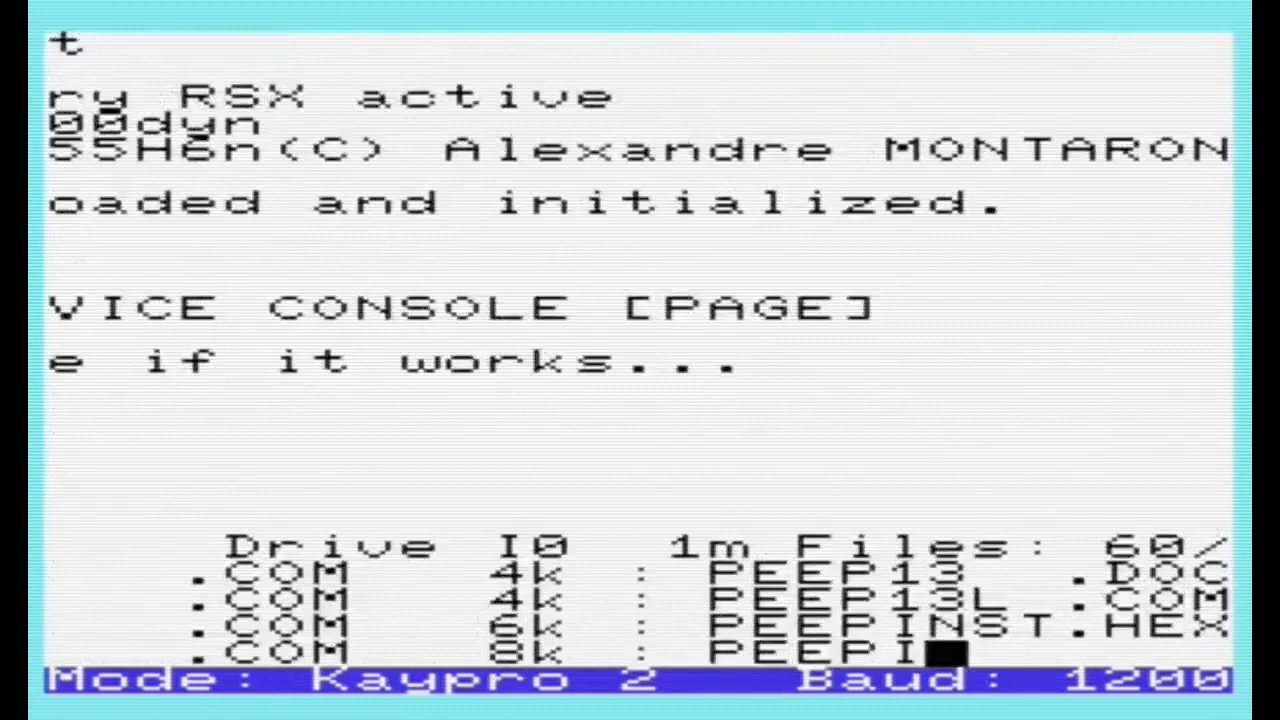 t
ry RSX active
00dyn
SSHen(C) Alexandre MONTARON
oaded and initialized.
VICE CONSOLE [PAGE]
e if it works...
Drive I0 1m Files: 60/
.COM 4k : PEEP13 .DOC
.COM 4k : PEEP13L .COM
.COM 6k : PEEPINST.HEX
.COM 8k : PEEPI
Mode: Kaypro 2 Baud: 1200